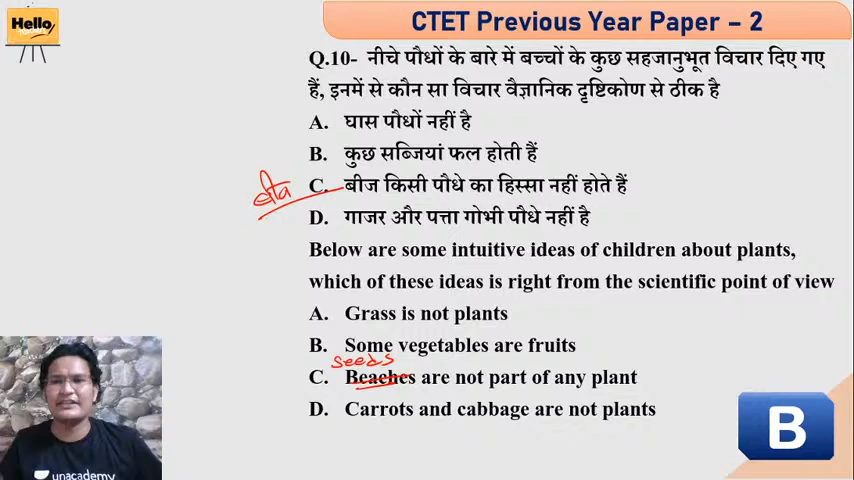 Hello
CTET Previous Year Paper – 2
Q.10- नीचे पौधों के बारे में बच्चों के कुछ सहजानुभूत विचार दिए गए
हैं, इनमें से कौन सा विचार वैज्ञानिक दृष्टिकोण से ठीक है
A. घास पौधों नहीं है
B. कुछ सब्जियां फल होती हैं
बीज C. बीज किसी पौधे का हिस्सा नहीं होते हैं
D. गाजर और पत्ता गोभी पौधे नहीं है
Below are some intuitive ideas of children about plants,
which of these ideas is right from the scientific point of view
A. Grass is not plants
B. Some vegetables are fruits
seeds
C. Beaches are not part of any plant
D. Carrots and cabbage are not plants
B
unacademy